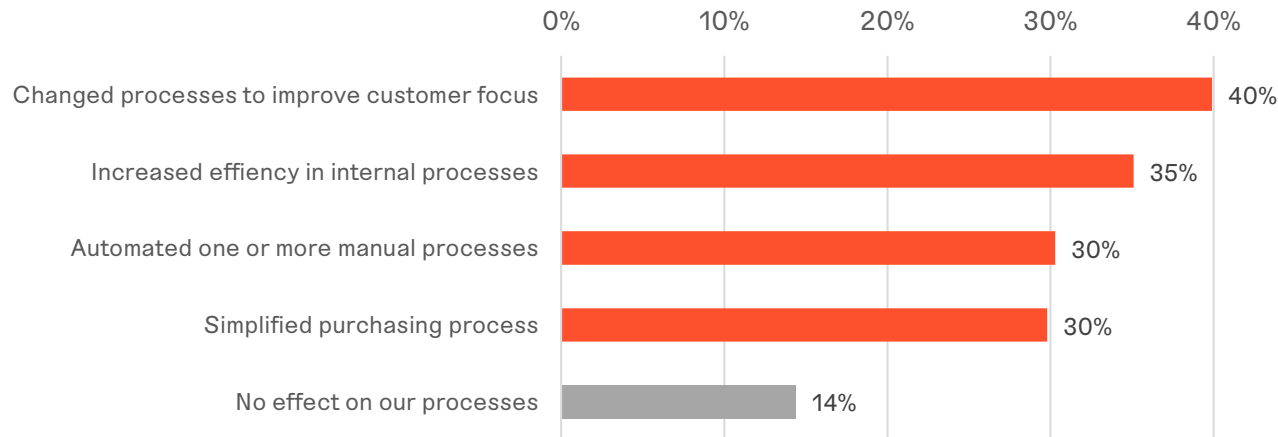 0% 10% 20% 30% 40%
Changed processes to improve customer focus 40%
Increased effiency in internal processes 35%
Automated one or more manual processes 30%
Simplified purchasing process 30%
No effect on our processes 14%